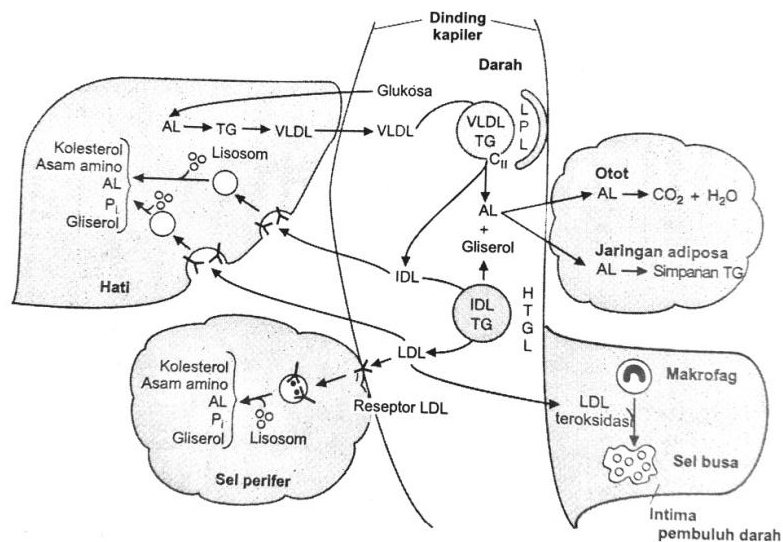 Dinding
kapiler
Darah
Glukosa
AL → TG → VLDL → VLDL
VLDL
TG
CII
L
P
L
Kolesterol
Asam amino
AL
Pi
Gliserol
Lisosom
Hati
AL
+
Gliserol
Otot
AL → CO2 + H2O
Jaringan adiposa
AL → Simpanan TG
IDL
IDL
TG
H
T
G
L
LDL
Reseptor LDL
Kolesterol
Asam amino
AL
Pi
Gliserol
Lisosom
Sel perifer
Makrofag
LDL
teroksidasi
Sel busa
Intima
pembuluh darah